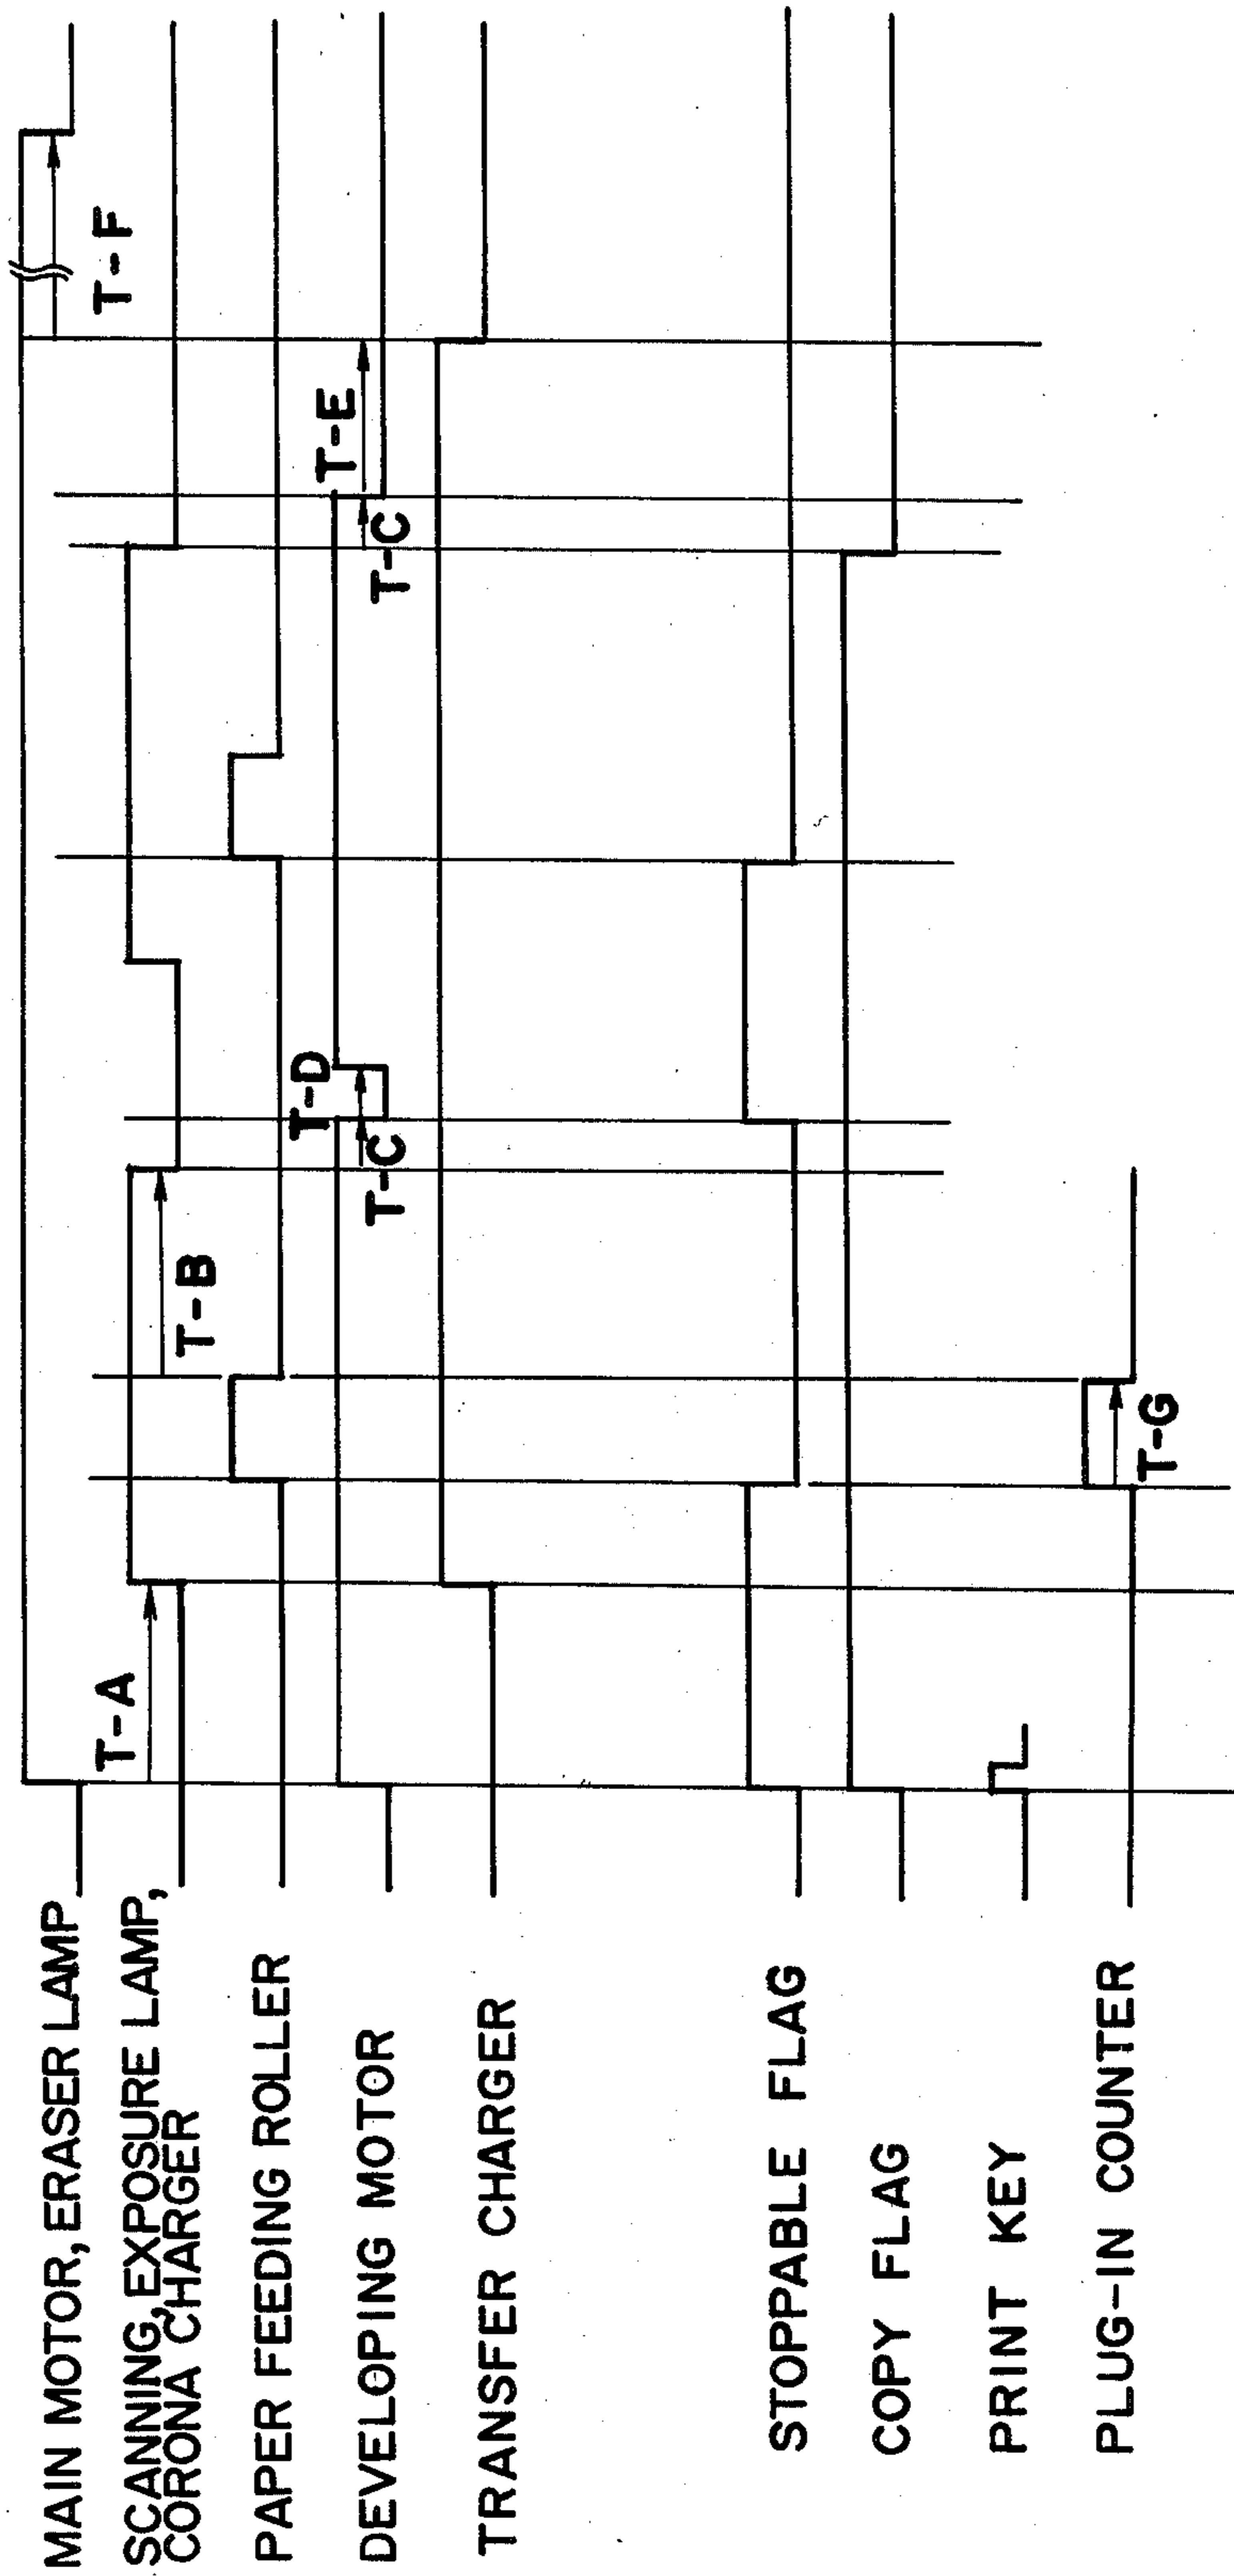 MAIN MOTOR, ERASER LAMP
SCANNING, EXPOSURE LAMP,
CORONA CHARGER
PAPER FEEDING ROLLER
DEVELOPING MOTOR
TRANSFER CHARGER
STOPPABLE FLAG
COPY FLAG
PRINT KEY
PLUG-IN COUNTER
T-A
T-B
T-C
T-D
T-C
T-E
T-F
T-G